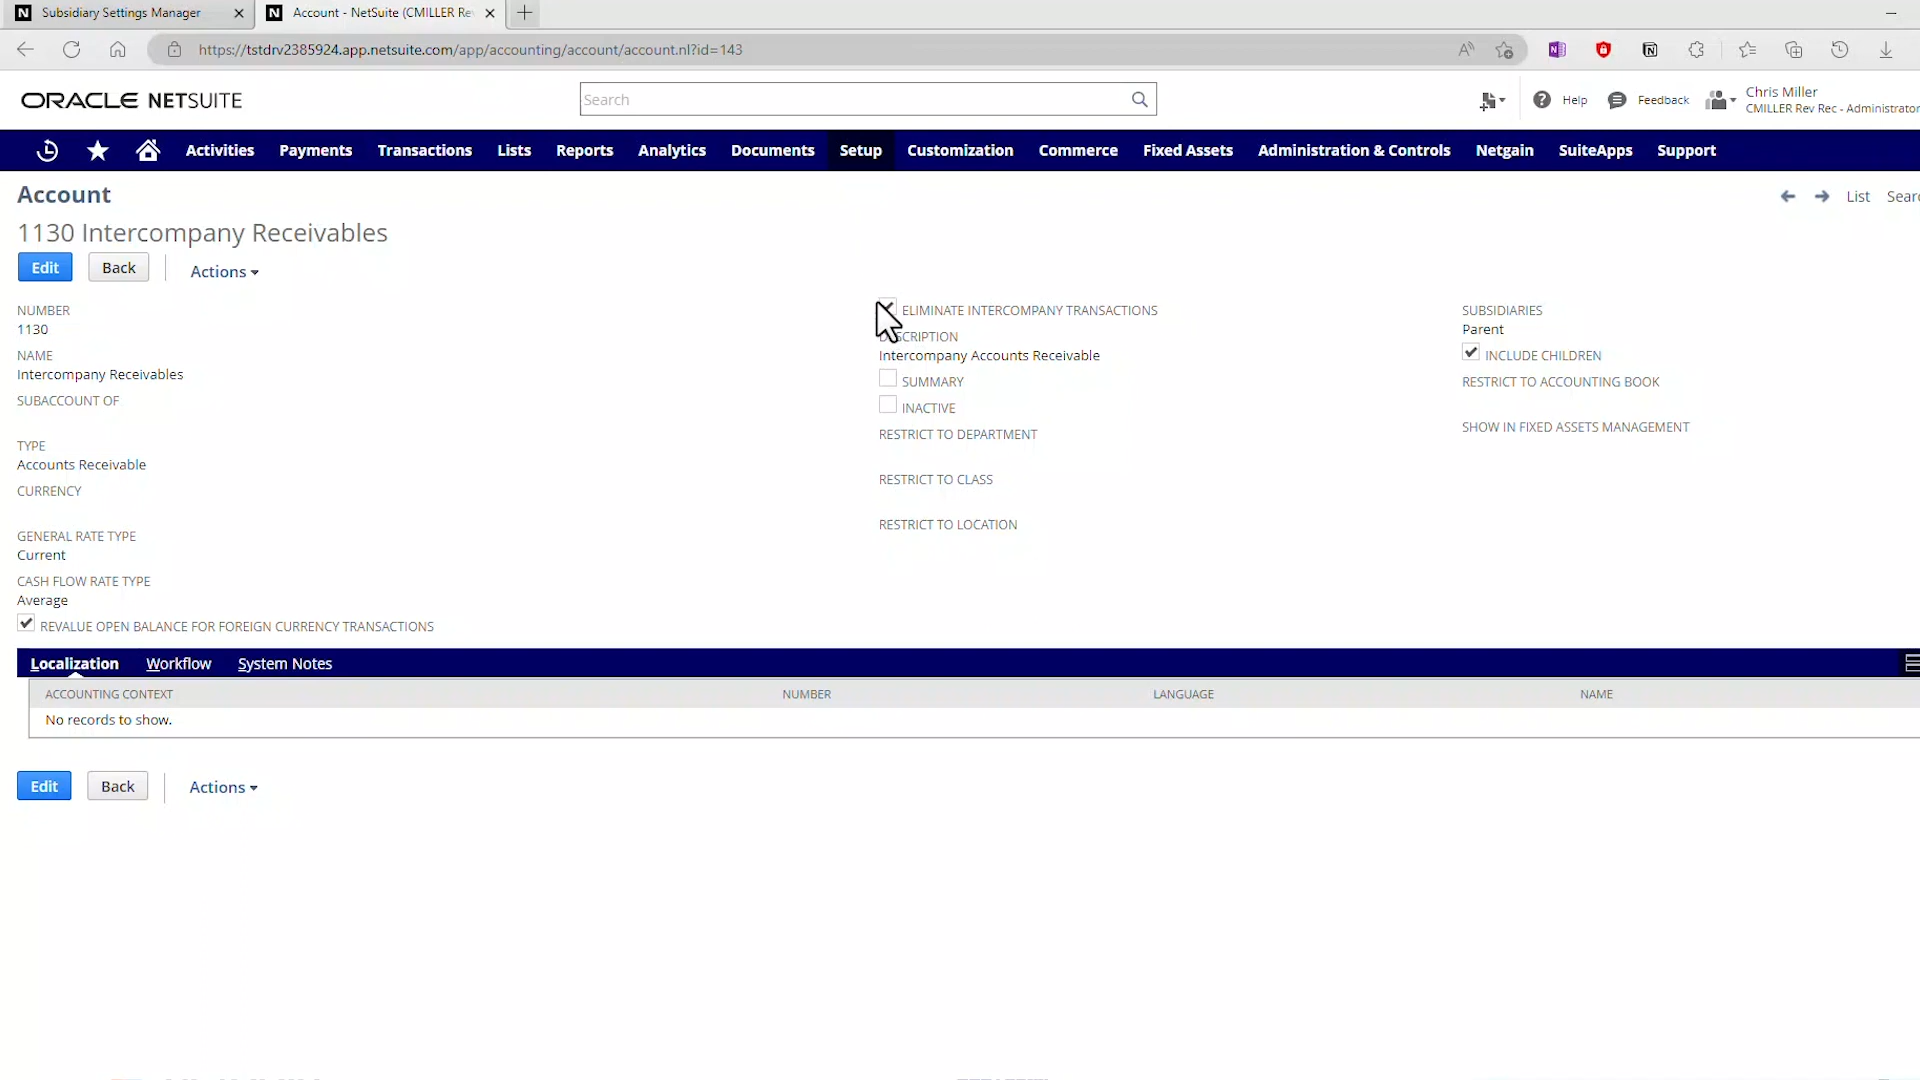 Subsidiary Settings Manager
Account - NetSuite (CMILLER Re
https://tstdrv2385924.app.netsuite.com/app/accounting/account/account.nl?id=143
ORACLE NETSUITE
Search
Help
Feedback
Chris Miller
CMILLER Rev Rec - Administrator
Activities
Payments
Transactions
Lists
Reports
Analytics
Documents
Setup
Customization
Commerce
Fixed Assets
Administration & Controls
Netgain
SuiteApps
Support
Account
List
Searc
1130 Intercompany Receivables
Edit
Back
Actions
NUMBER
1130
NAME
Intercompany Receivables
SUBACCOUNT OF
TYPE
Accounts Receivable
CURRENCY
GENERAL RATE TYPE
Current
CASH FLOW RATE TYPE
Average
REVALUE OPEN BALANCE FOR FOREIGN CURRENCY TRANSACTIONS
ELIMINATE INTERCOMPANY TRANSACTIONS
SCRIPTION
Intercompany Accounts Receivable
SUMMARY
INACTIVE
RESTRICT TO DEPARTMENT
RESTRICT TO CLASS
RESTRICT TO LOCATION
SUBSIDIARIES
Parent
INCLUDE CHILDREN
RESTRICT TO ACCOUNTING BOOK
SHOW IN FIXED ASSETS MANAGEMENT
Localization
Workflow
System Notes
ACCOUNTING CONTEXT
NUMBER
LANGUAGE
NAME
No records to show.
Edit
Back
Actions